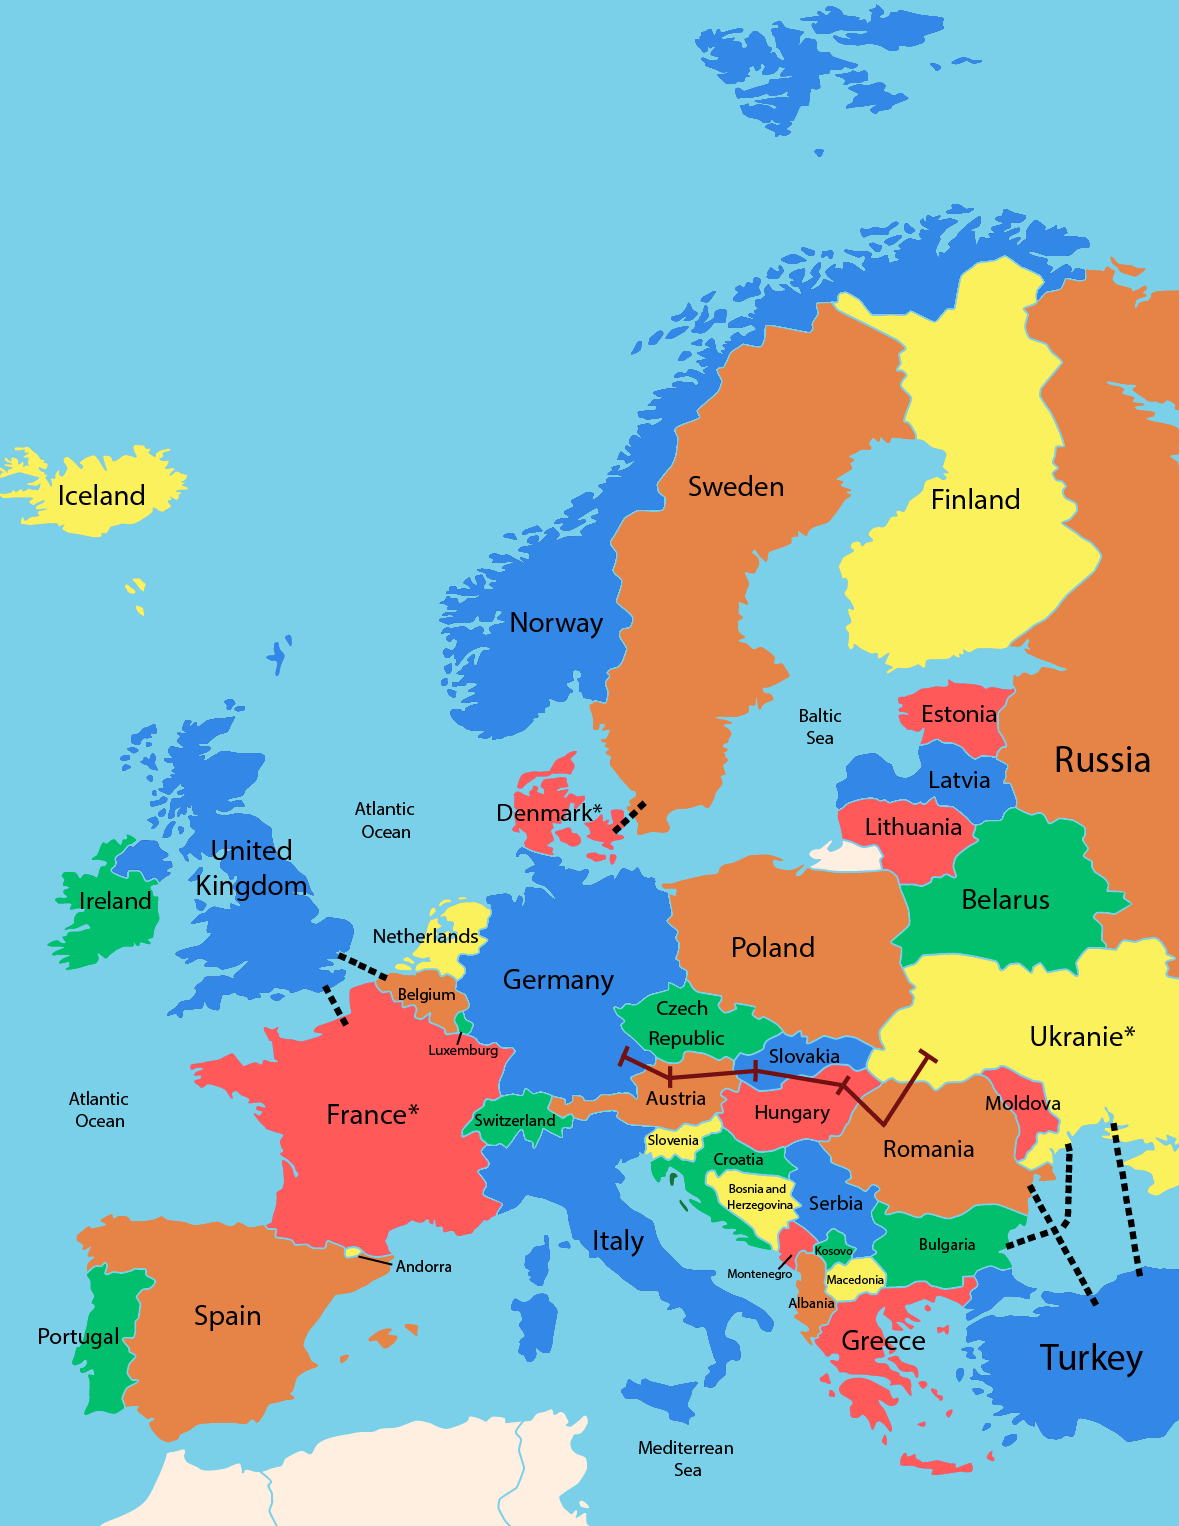 Iceland
Sweden
Finland
Norway
Baltic
Sea
Estonia
Russia
Latvia
Atlantic
Ocean
Denmark*
Lithuania
United
Kingdom
Ireland
Belarus
Netherlands
Poland
Germany
Belgium
Czech
Republic
Ukranie*
Luxemburg
Slovakia
Atlantic
Ocean
France*
Austria
Hungary
Moldova
Switzerland
Slovenia
Romania
Croatia
Bosnia and
Herzegovina
Serbia
Italy
Kosovo
Bulgaria
Andorra
Montenegro
Macedonia
Albania
Spain
Portugal
Greece
Turkey
Mediterrean
Sea